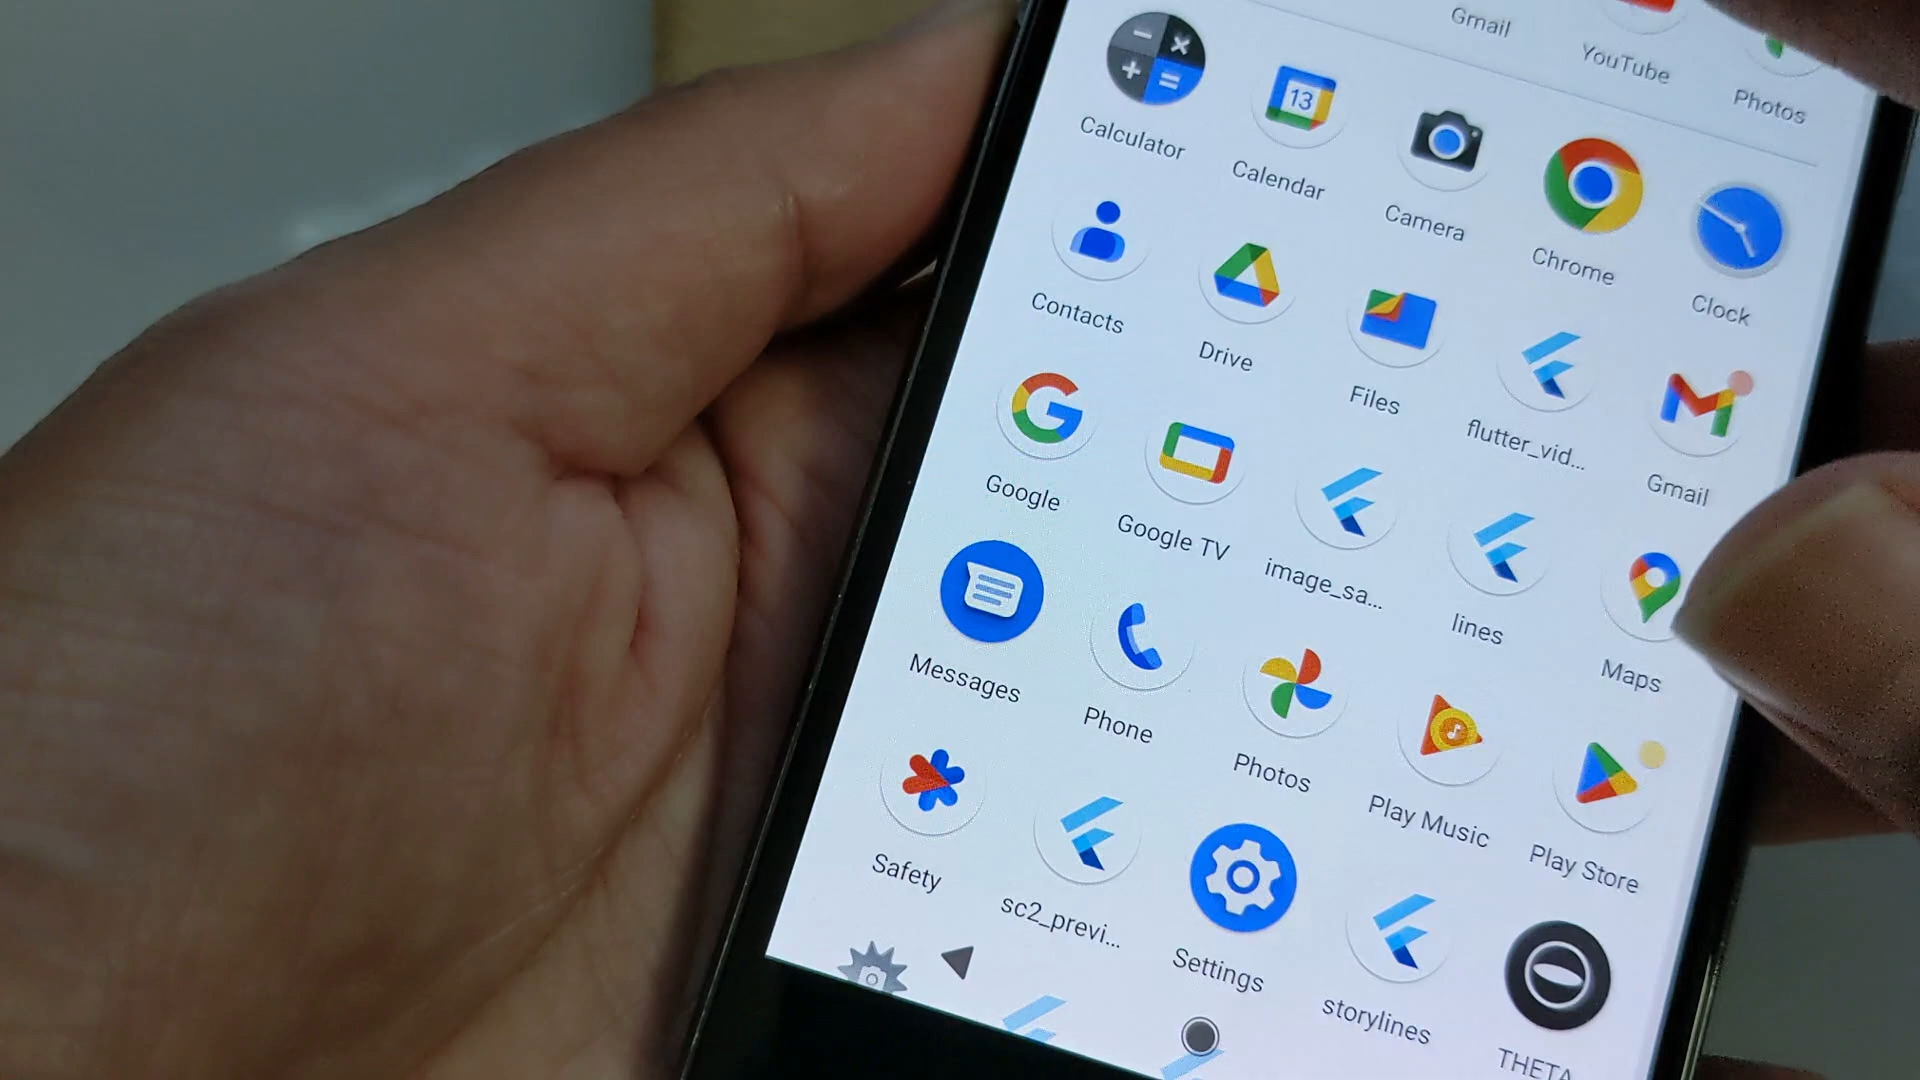 Gmail
YouTube
Photos
Calculator
13
Calendar
Camera
Chrome
Clock
Contacts
Drive
Files
flutter_vid...
Gmail
Google
Google TV
image_sa...
lines
Maps
Messages
Phone
Photos
Play Music
Play Store
Safety
sc2_previ...
Settings
storylines
THETA